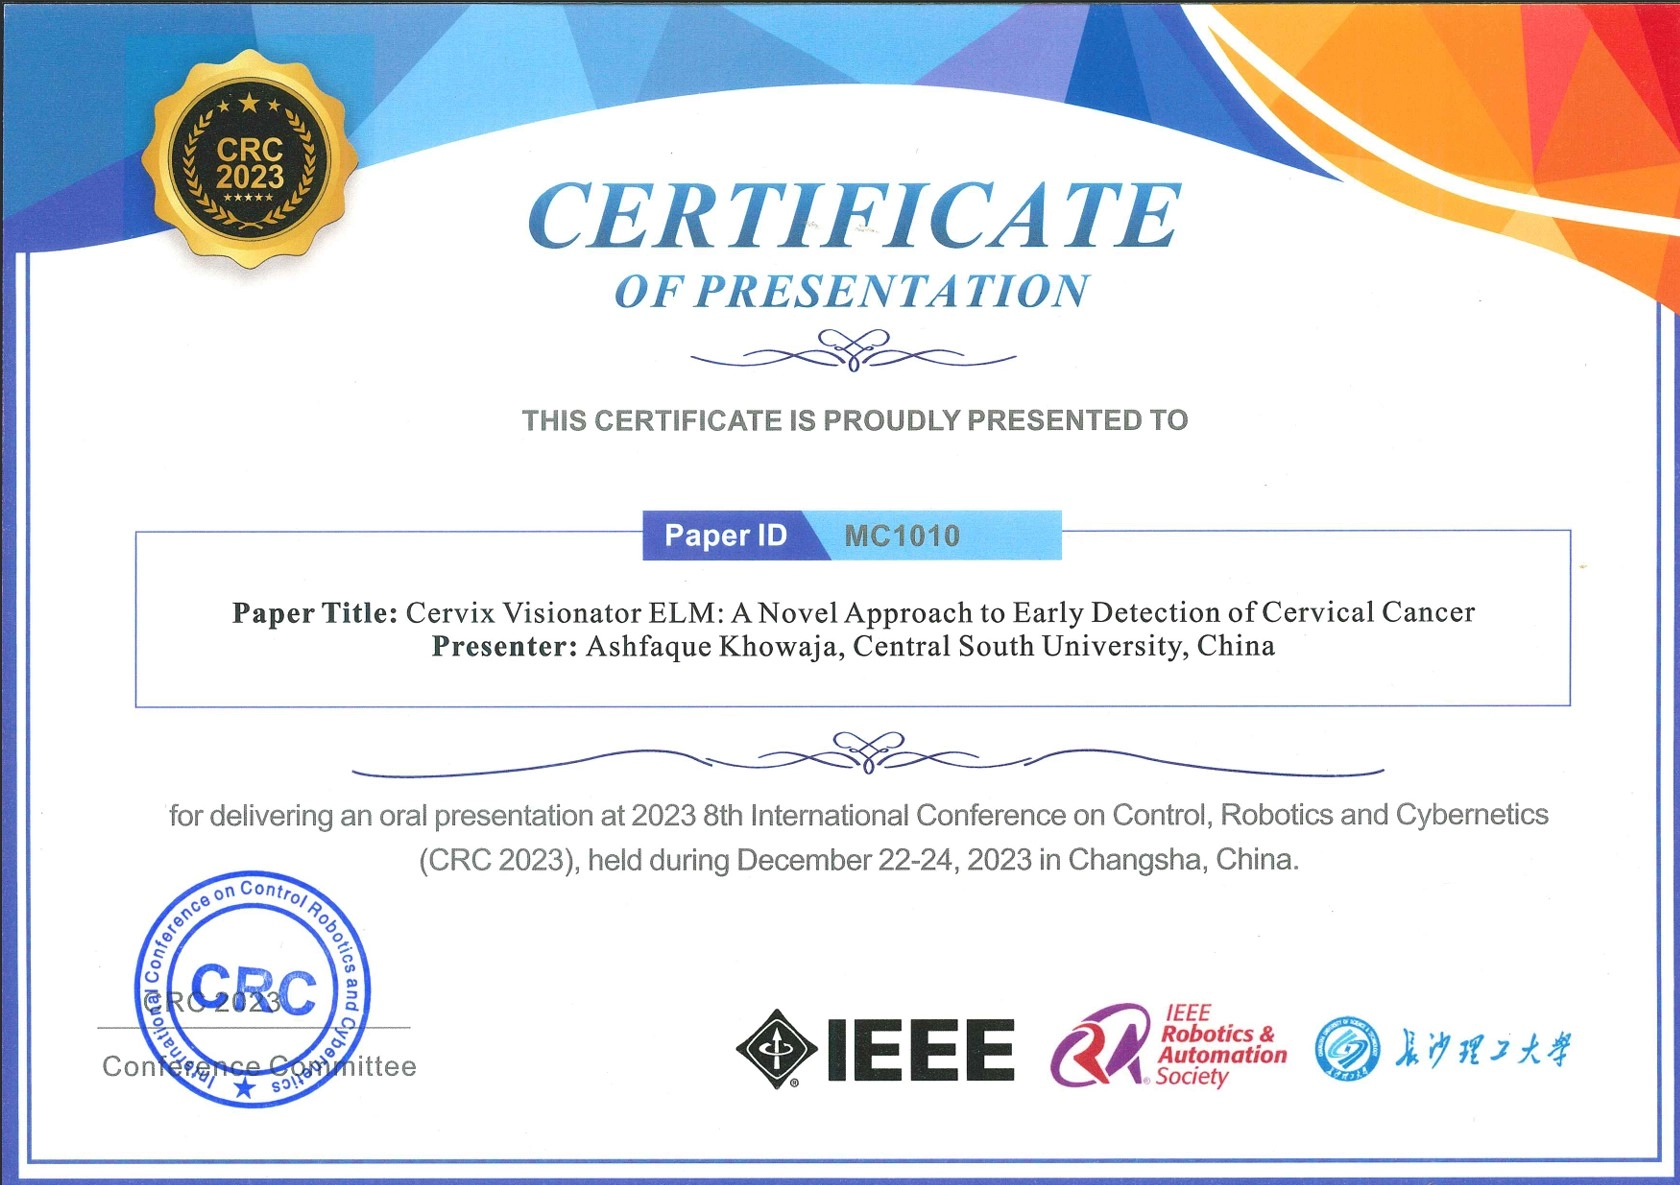 CRC
2023
CERTIFICATE
OF PRESENTATION
THIS CERTIFICATE IS PROUDLY PRESENTED TO
Paper ID MC1010
Paper Title: Cervix Visionator ELM: A Novel Approach to Early Detection of Cervical Cancer
Presenter: Ashfaque Khowaja, Central South University, China
for delivering an oral presentation at 2023 8th International Conference on Control, Robotics and Cybernetics
(CRC 2023), held during December 22-24, 2023 in Changsha, China.
International Conference on Control Robotics and Cybernetics
CRC
CRC 2023
Conference Committee
IEEE
IEEE
Robotics &
Automation
Society
长沙理工大学